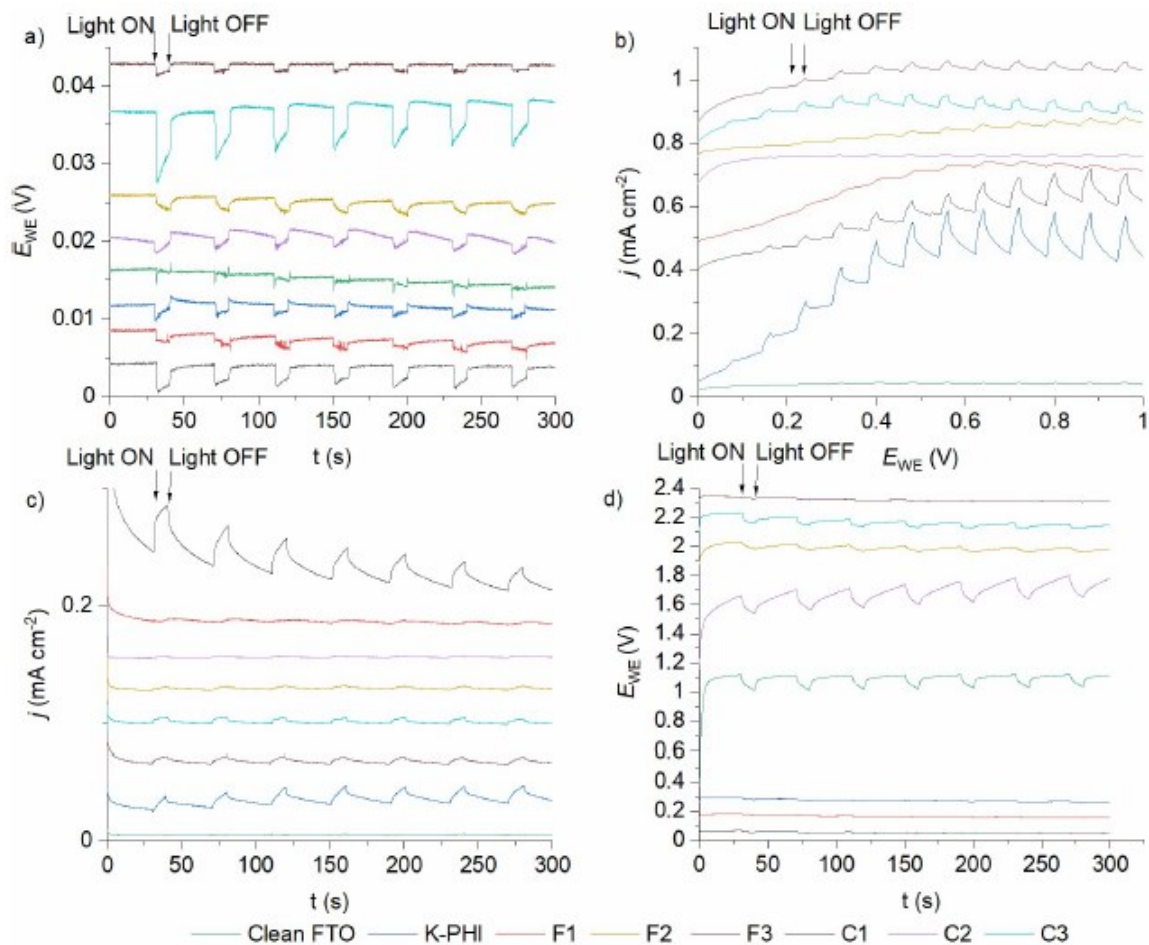 Light ON Light OFF
a)
0.04
0.03
0.02
0.01
0
E_WE (V)
0 50 100 150 200 250 300
t (s)
Light ON Light OFF
b)
1
0.8
0.6
0.4
0.2
0
j (mA cm-2)
0 0.2 0.4 0.6 0.8 1
E_WE (V)
Light ON Light OFF
c)
0.2
0
j (mA cm-2)
0 50 100 150 200 250 300
t (s)
Light ON Light OFF
d)
2.4
2.2
2
1.8
1.6
1.4
1.2
1.2
1
0.8
0.6
0.4
0.2
0
E_WE (V)
0 50 100 150 200 250 300
t (s)
Clean FTO K-PHI F1 F2 F3 C1 C2 C3